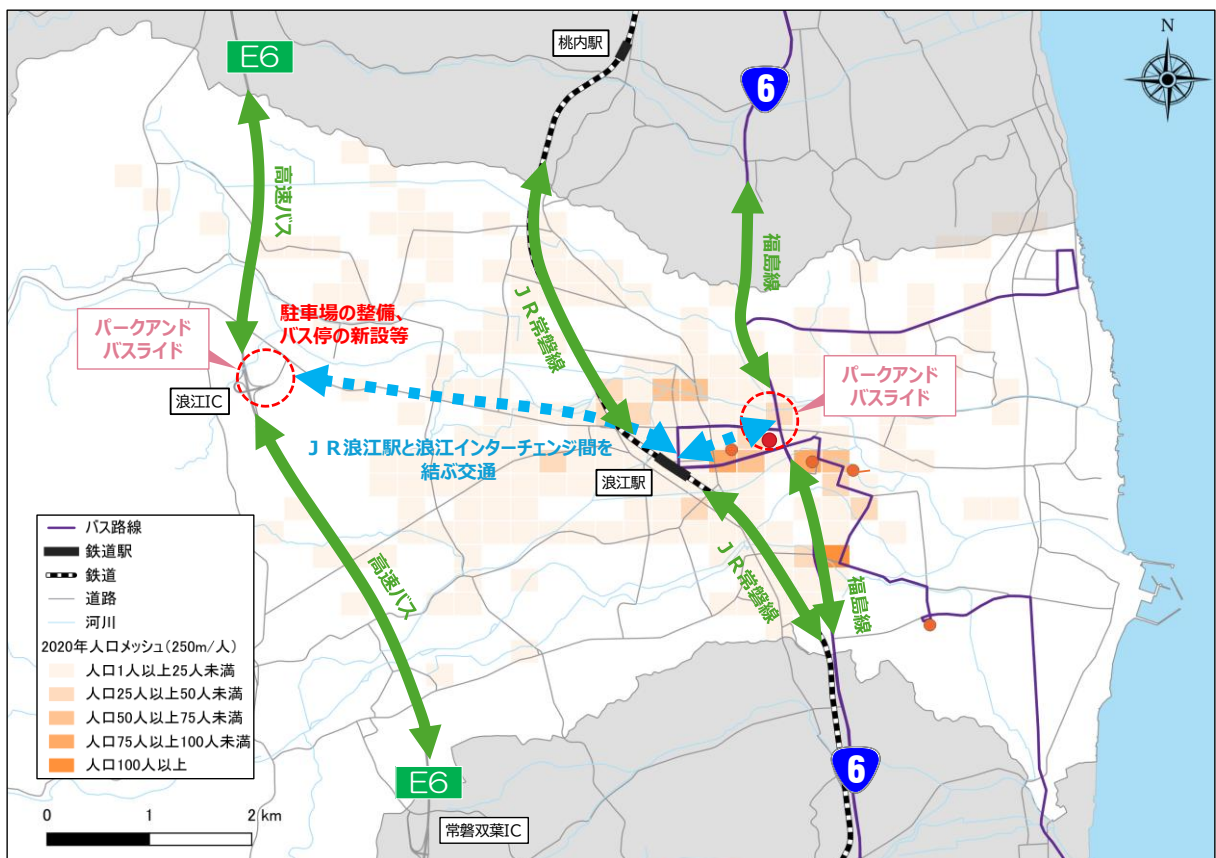 桃内駅
N
E6
6
高速バス
福島線
駐車場の整備、
バス停の新設等
パークアンド
バスライド
JR常磐線
浪江IC
パークアンド
バスライド
JR浪江駅と浪江インターチェンジ間を
結ぶ交通
浪江駅
高速バス
JR常磐線
福島線
バス路線
鉄道駅
鉄道
道路
河川
2020年人口メッシュ(250m/人)
人口1人以上25人未満
人口25人以上50人未満
人口50人以上75人未満
人口75人以上100人未満
人口100人以上
E6
6
0 1 2 km
常磐双葉IC